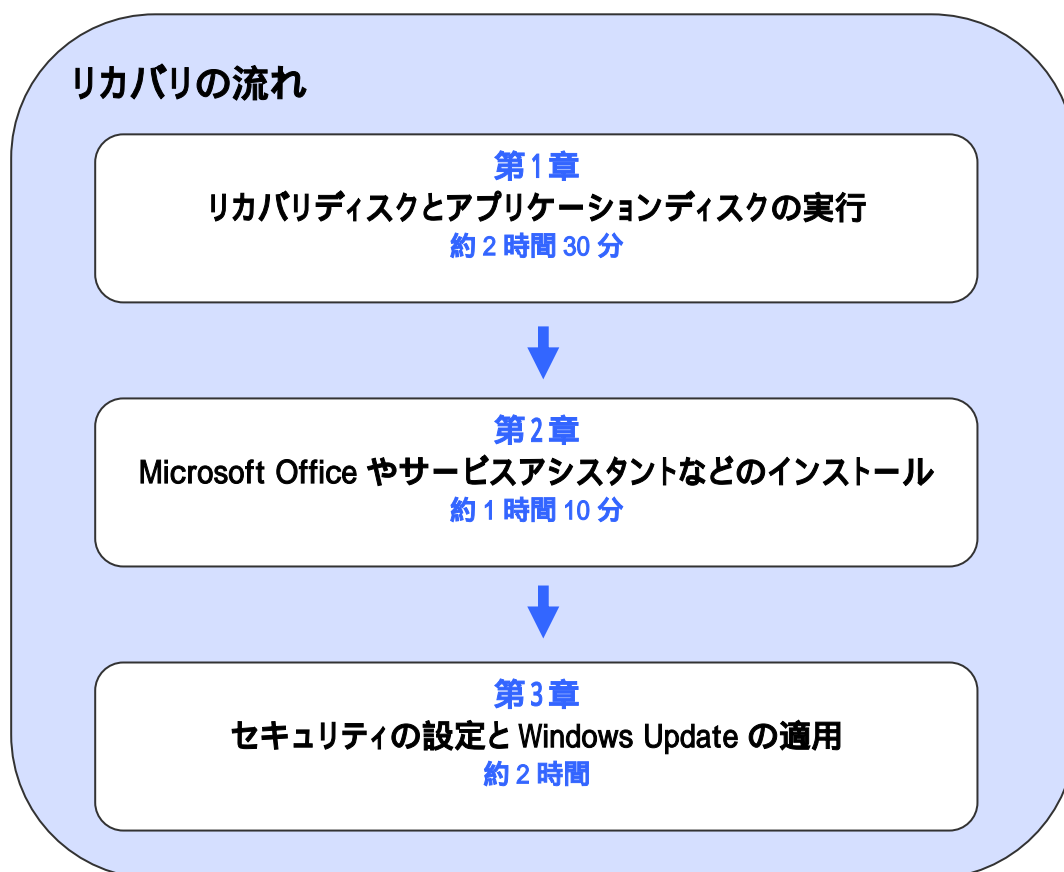 リカバリの流れ
第1章
リカバリディスクとアプリケーションディスクの実行
約 2 時間 30 分
第2章
Microsoft Office やサービスアシスタントなどのインストール
約 1 時間 10 分
第3章
セキュリティの設定と Windows Update の適用
約 2 時間